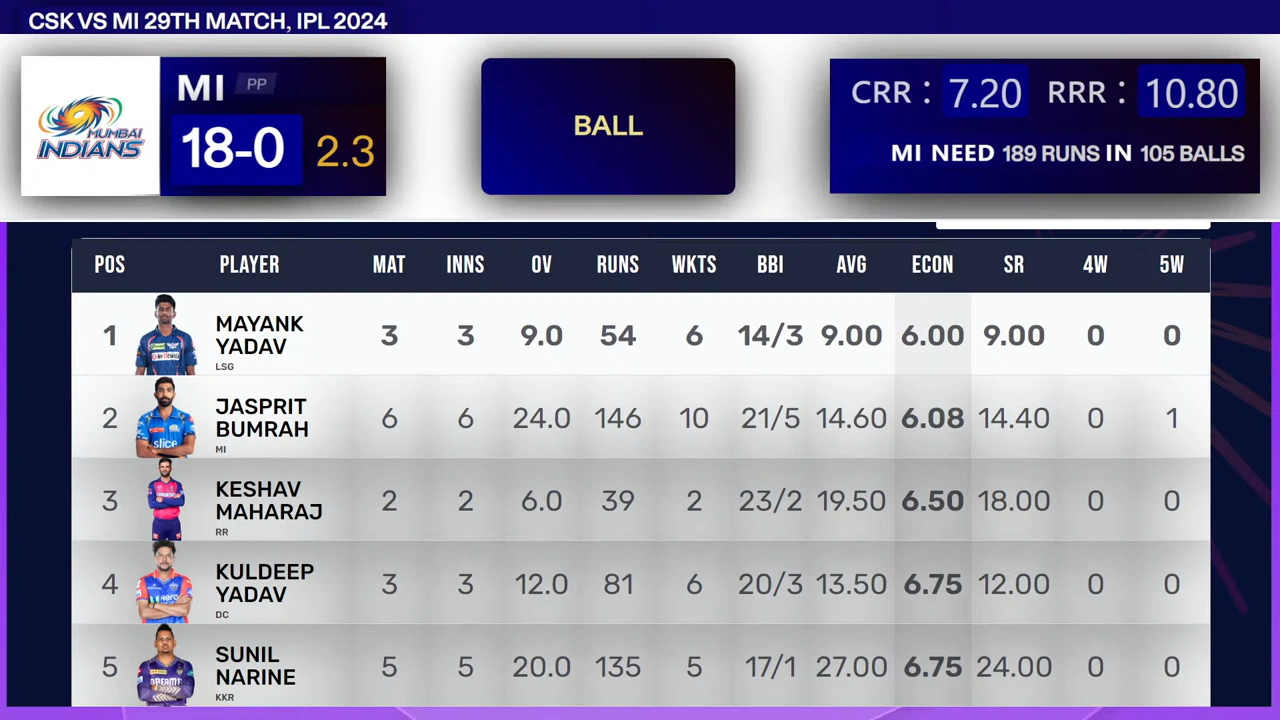 CSK VS MI 29TH MATCH, IPL 2024
MUMBAI
INDIANS
MI PP
18-0 2.3
BALL
CRR : 7.20 RRR : 10.80
MI NEED 189 RUNS IN 105 BALLS
POS PLAYER MAT INNS OV RUNS WKTS BBI AVG ECON SR 4W 5W
1 MAYANK YADAV LSG 3 3 9.0 54 6 14/3 9.00 6.00 9.00 0 0
2 JASPRIT BUMRAH MI 6 6 24.0 146 10 21/5 14.60 6.08 14.40 0 1
3 KESHAV MAHARAJ RR 2 2 6.0 39 2 23/2 19.50 6.50 18.00 0 0
4 KULDEEP YADAV DC 3 3 12.0 81 6 20/3 13.50 6.75 12.00 0 0
5 SUNIL NARINE KKR 5 5 20.0 135 5 17/1 27.00 6.75 24.00 0 0